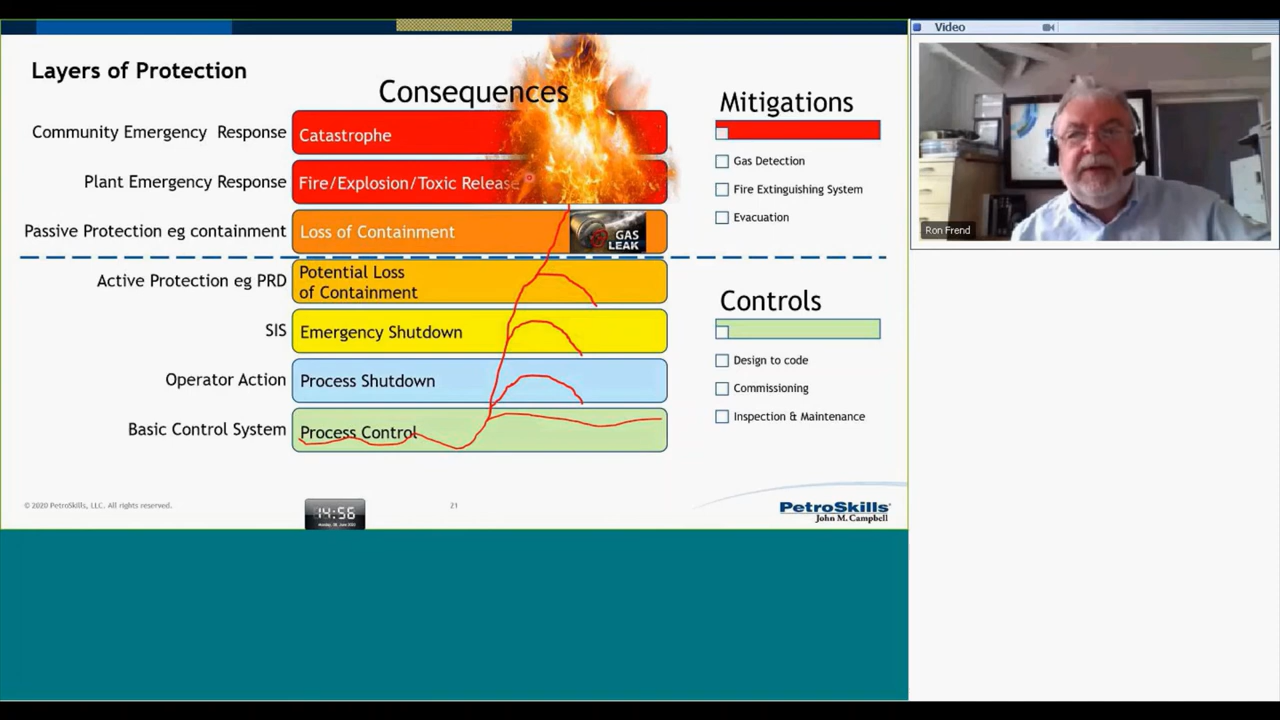 Layers of Protection
Consequences
Community Emergency Response
Catastrophe
Plant Emergency Response
Fire/Explosion/Toxic Release
Passive Protection eg containment
Loss of Containment
GAS
LEAK
Active Protection eg PRD
Potential Loss
of Containment
SIS
Emergency Shutdown
Operator Action
Process Shutdown
Basic Control System
Process Control
Mitigations
Gas Detection
Fire Extinguishing System
Evacuation
Controls
Design to code
Commissioning
Inspection & Maintenance
© 2020 PetroSkills, LLC. All rights reserved.
14:56
21
PetroSkills
John M. Campbell
Video
Ron Frend